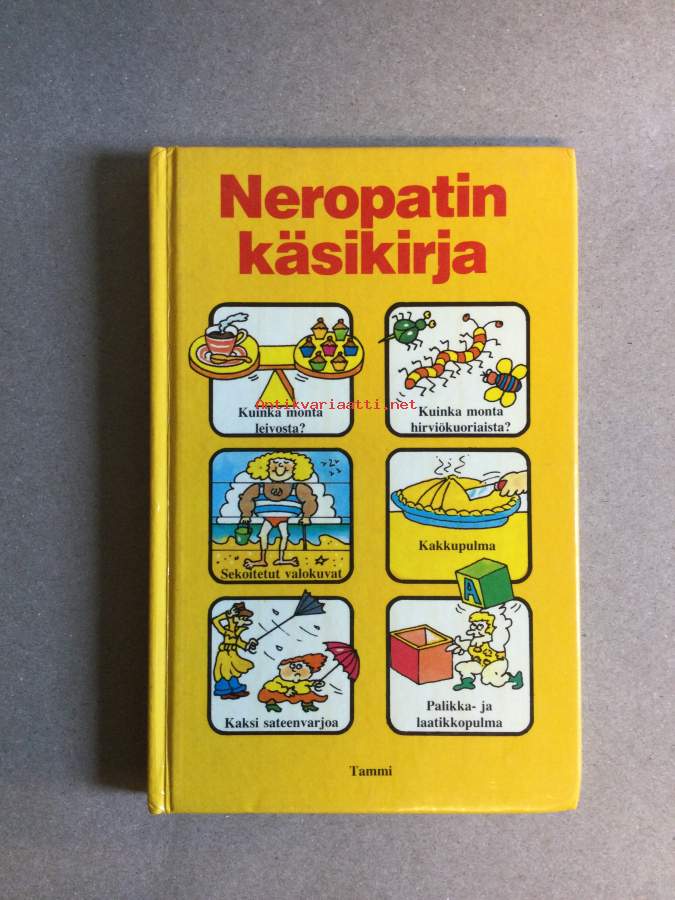 Neropatin
käsikirja
Kuinka monta
leivosta?
Kuinka monta
hirviökuoriaista?
Antikvariaatti.net
Sekoitetut valokuvat
Kakkupulma
A
Kaksi sateenvarjoa
Palikka- ja
laatikkopulma
Tammi